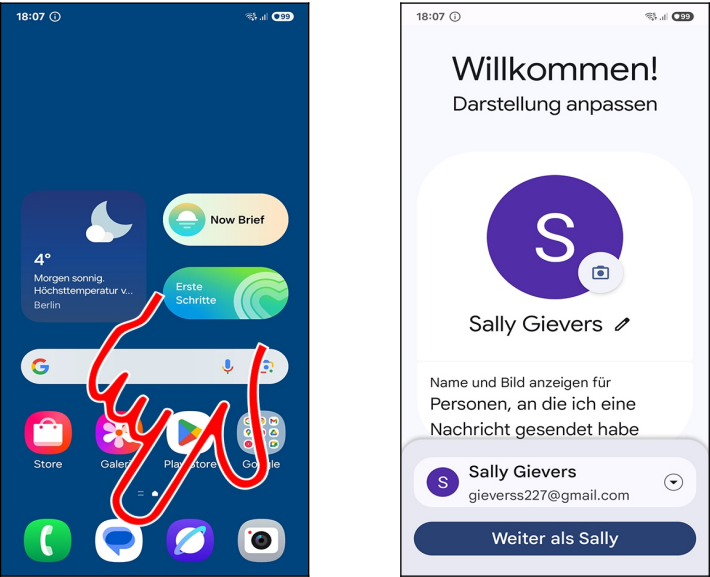 18:07
99
Now Brief
4°
Morgen sonnig.
Höchsttemperatur v...
Berlin
Erste
Schritte
G
Store
Galerie
Play Store
Google
18:07
99
Willkommen!
Darstellung anpassen
S
Sally Gievers
Name und Bild anzeigen für
Personen, an die ich eine
Nachricht gesendet habe
S
Sally Gievers
gieverss227@gmail.com
Weiter als Sally